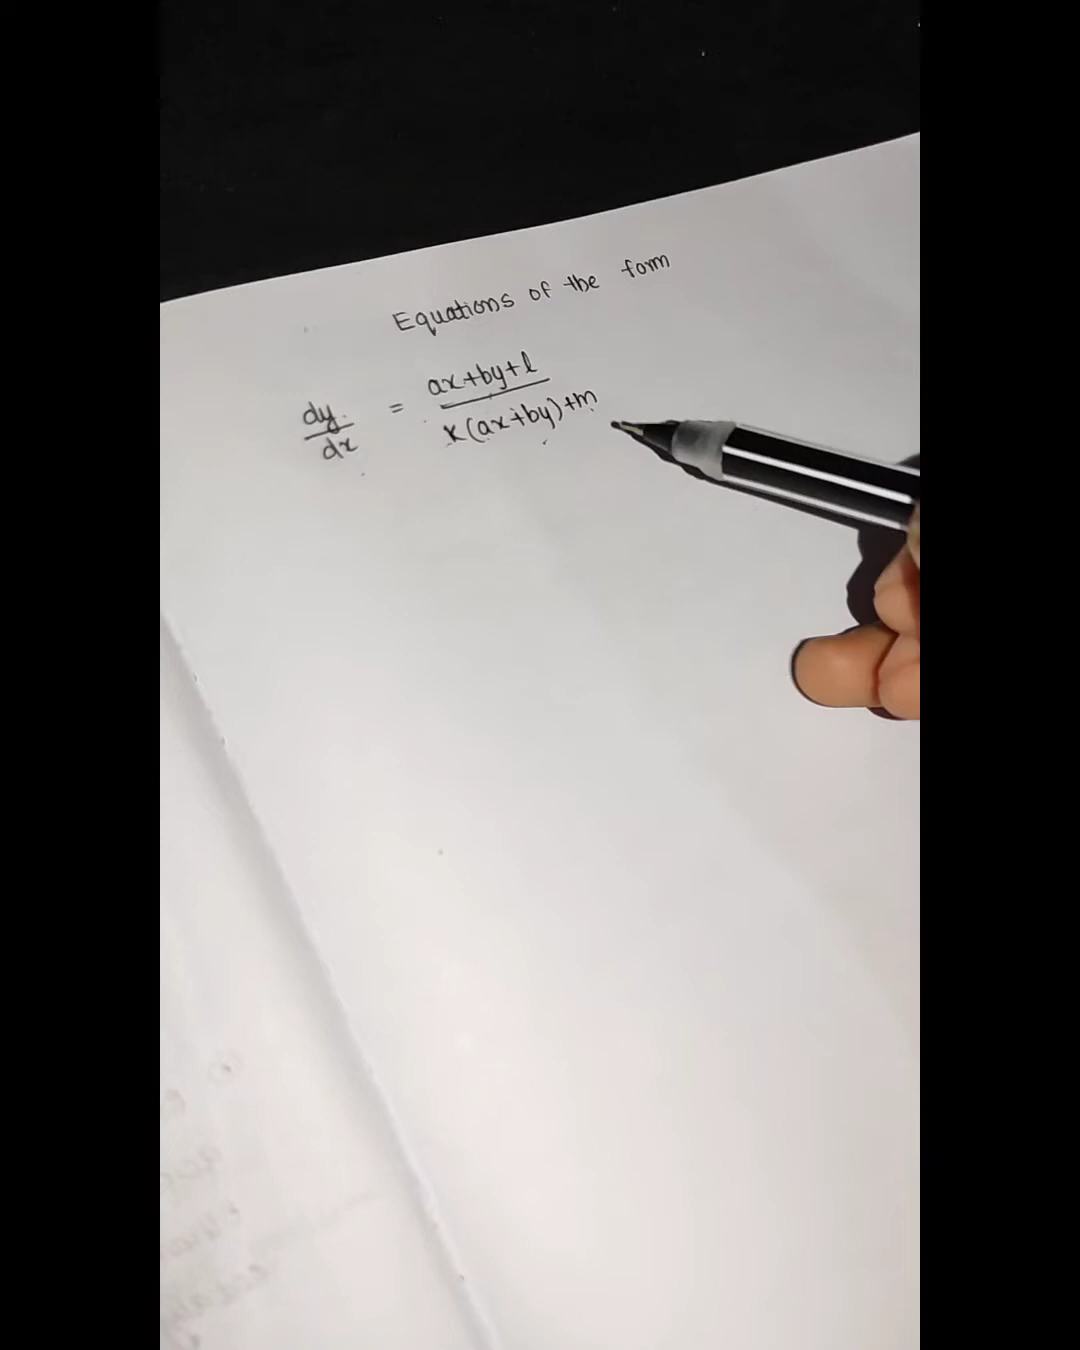 Equations of the form
dy/dx = ax+by+l / k(ax+by)+m